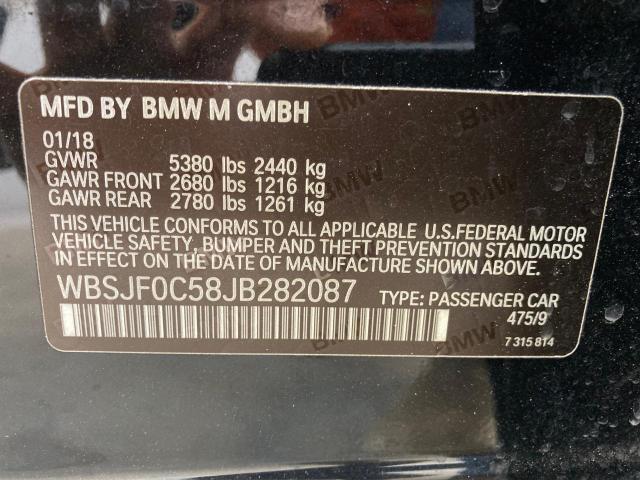 MFD BY BMW M GMBH
01/18
GVWR 5380 lbs 2440 kg
GAWR FRONT 2680 lbs 1216 kg
GAWR REAR 2780 lbs 1261 kg
THIS VEHICLE CONFORMS TO ALL APPLICABLE U.S.FEDERAL MOTOR
VEHICLE SAFETY, BUMPER AND THEFT PREVENTION STANDARDS
IN EFFECT ON THE DATE OF MANUFACTURE SHOWN ABOVE.
WBSJF0C58JB282087 TYPE: PASSENGER CAR
475/9
7 315 814